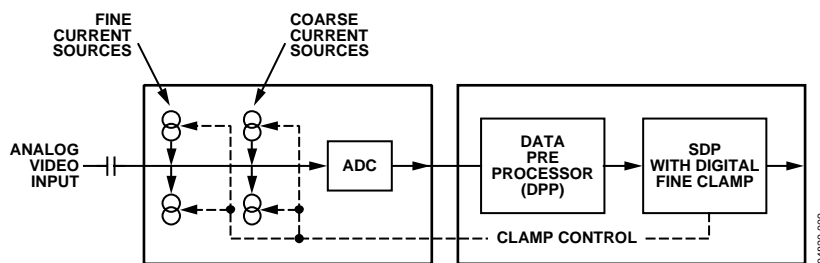 FINE
CURRENT
SOURCES
COARSE
CURRENT
SOURCES
ANALOG
VIDEO
INPUT
ADC
DATA
PRE
PROCESSOR
(DPP)
SDP
WITH DIGITAL
FINE CLAMP
CLAMP CONTROL